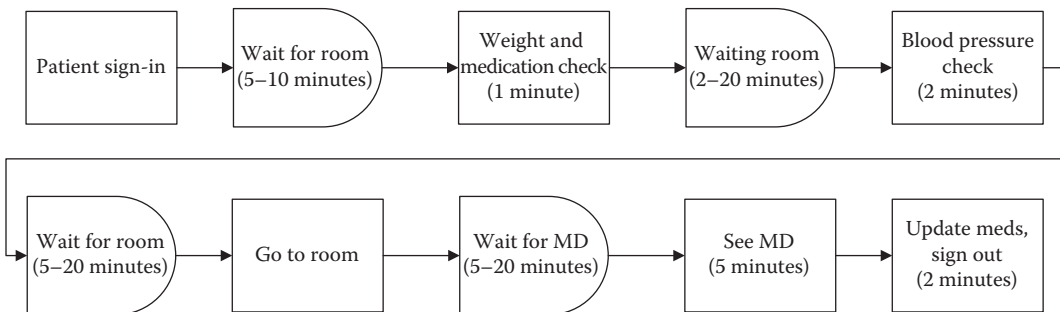 Patient sign-in
Wait for room
(5–10 minutes)
Weight and
medication check
(1 minute)
Waiting room
(2–20 minutes)
Blood pressure
check
(2 minutes)
Wait for room
(5–20 minutes)
Go to room
Wait for MD
(5–20 minutes)
See MD
(5 minutes)
Update meds,
sign out
(2 minutes)